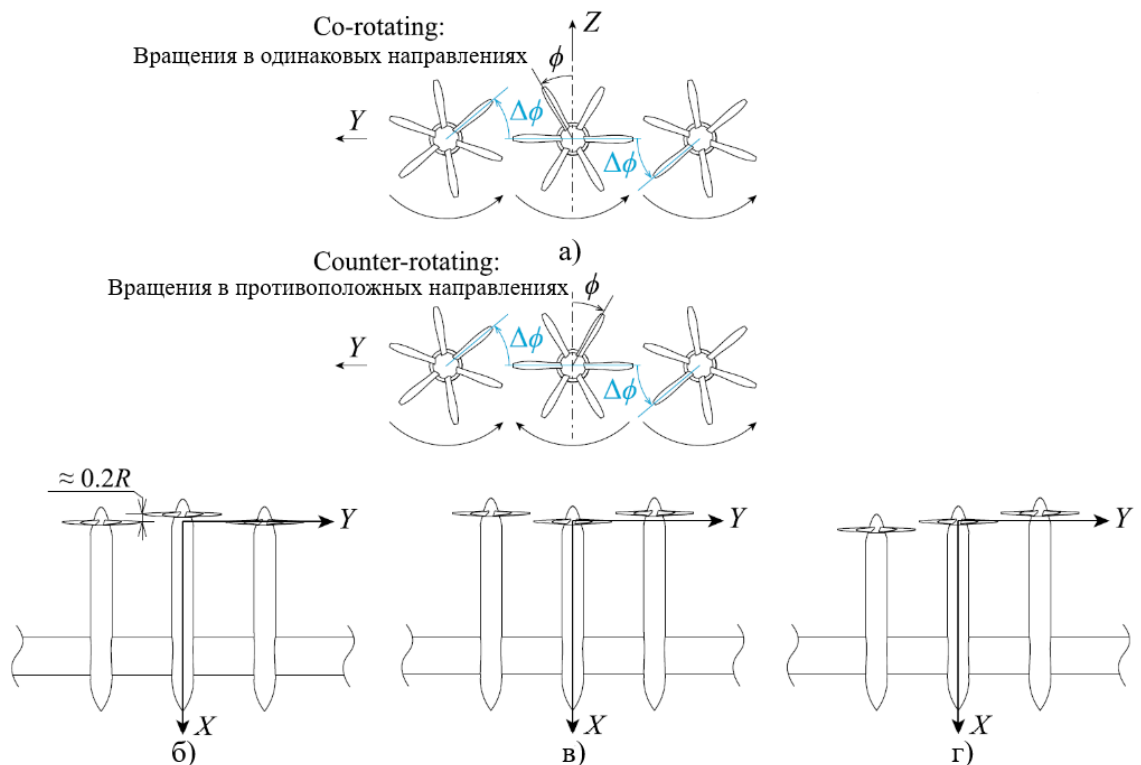 Co-rotating:
Вращения в одинаковых направлениях
Z
ϕ
Y
Δϕ
Δϕ
а)
Counter-rotating:
Вращения в противоположных направлениях
ϕ
Y
Δϕ
Δϕ
≈ 0.2R
Y
Y
Y
X
X
X
б)
в)
г)